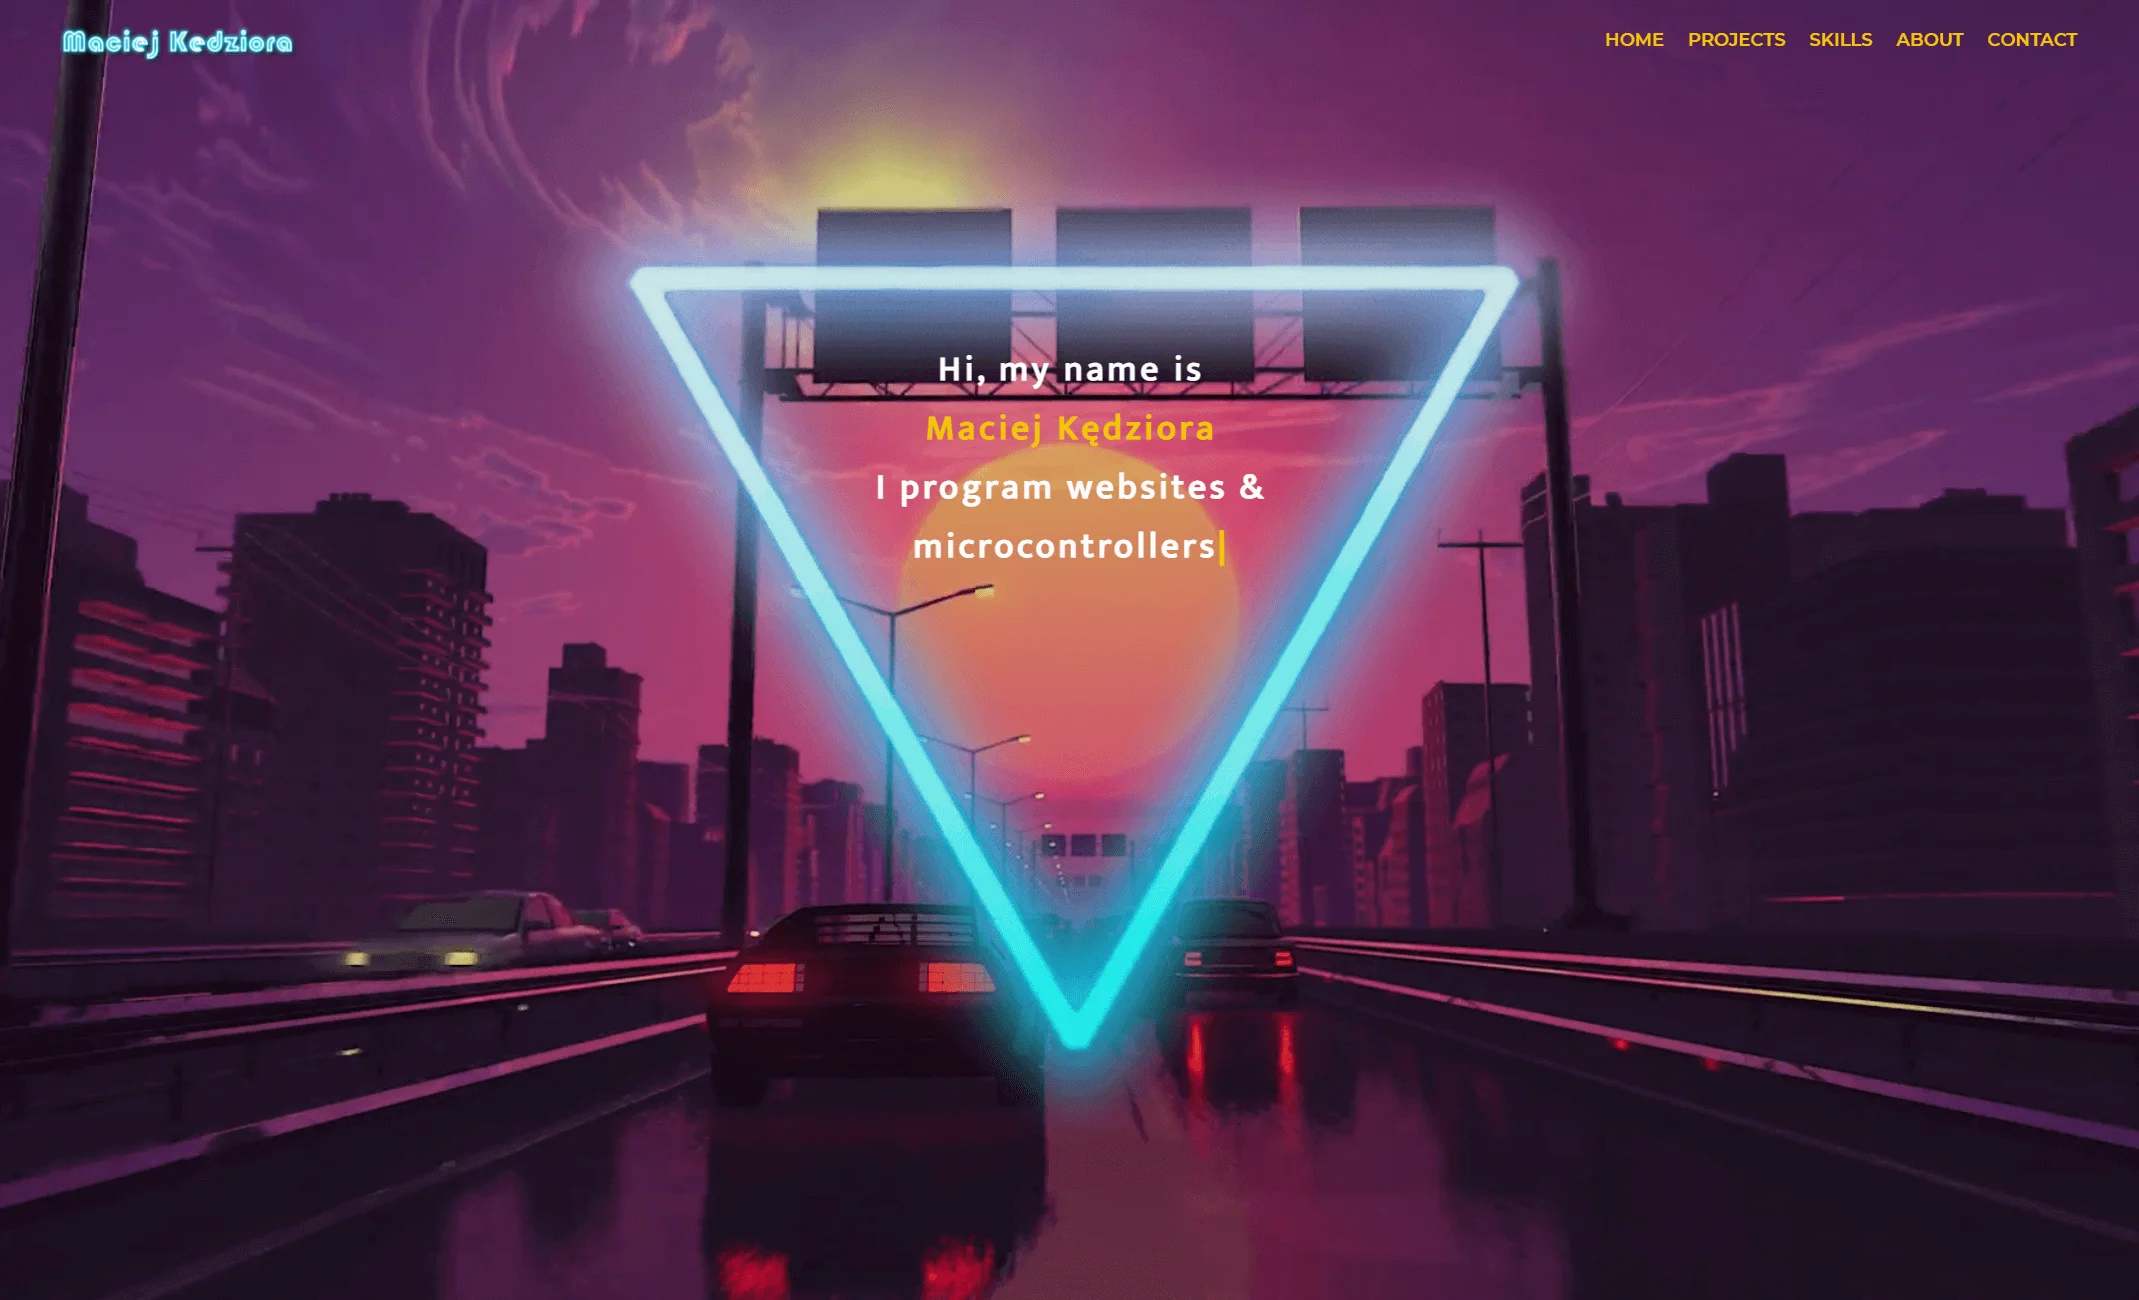 Maciej Kedziora
HOME PROJECTS SKILLS ABOUT CONTACT
Hi, my name is
Maciej Kędziora
I program websites &
microcontrollers